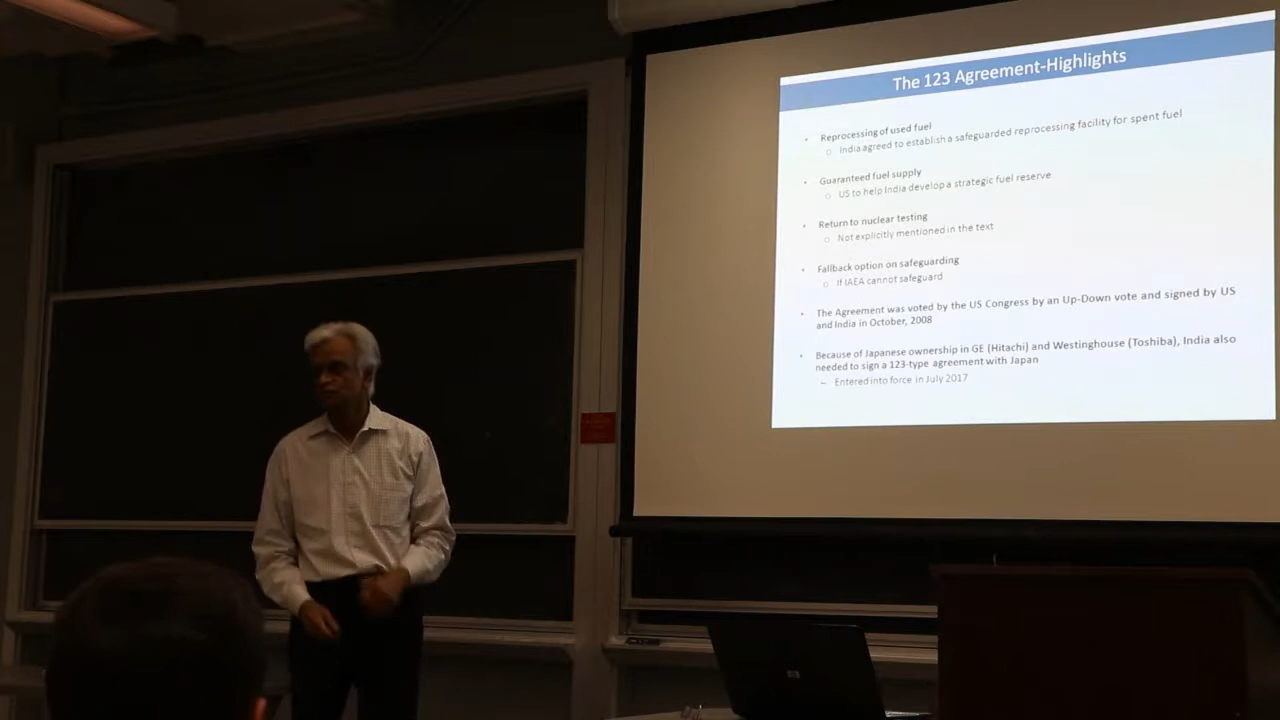 The 123 Agreement-Highlights
• Reprocessing of used fuel
○ India agreed to establish a safeguarded reprocessing facility for spent fuel
• Guaranteed fuel supply
○ US to help India develop a strategic fuel reserve
• Return to nuclear testing
○ Not explicitly mentioned in the text
• Fallback option on safeguarding
○ If IAEA cannot safeguard
• The Agreement was voted by the US Congress by an Up-Down vote and signed by US
and India in October, 2008
• Because of Japanese ownership in GE (Hitachi) and Westinghouse (Toshiba), India also
needed to sign a 123-type agreement with Japan
– Entered into force in July 2017
hp